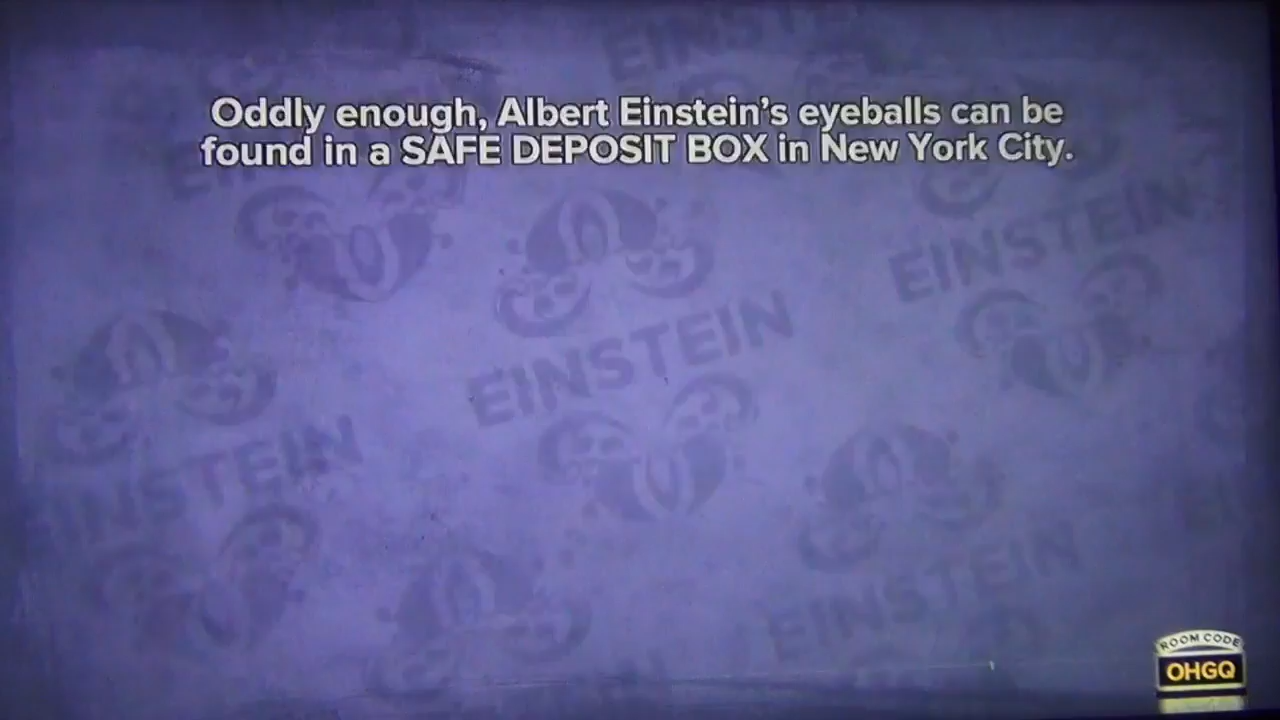 EINSTEIN
Oddly enough, Albert Einstein's eyeballs can be
found in a SAFE DEPOSIT BOX in New York City.
EINSTEIN
EINSTEIN
EINSTEIN
EINSTEIN
ROOM CODE
OHGQ